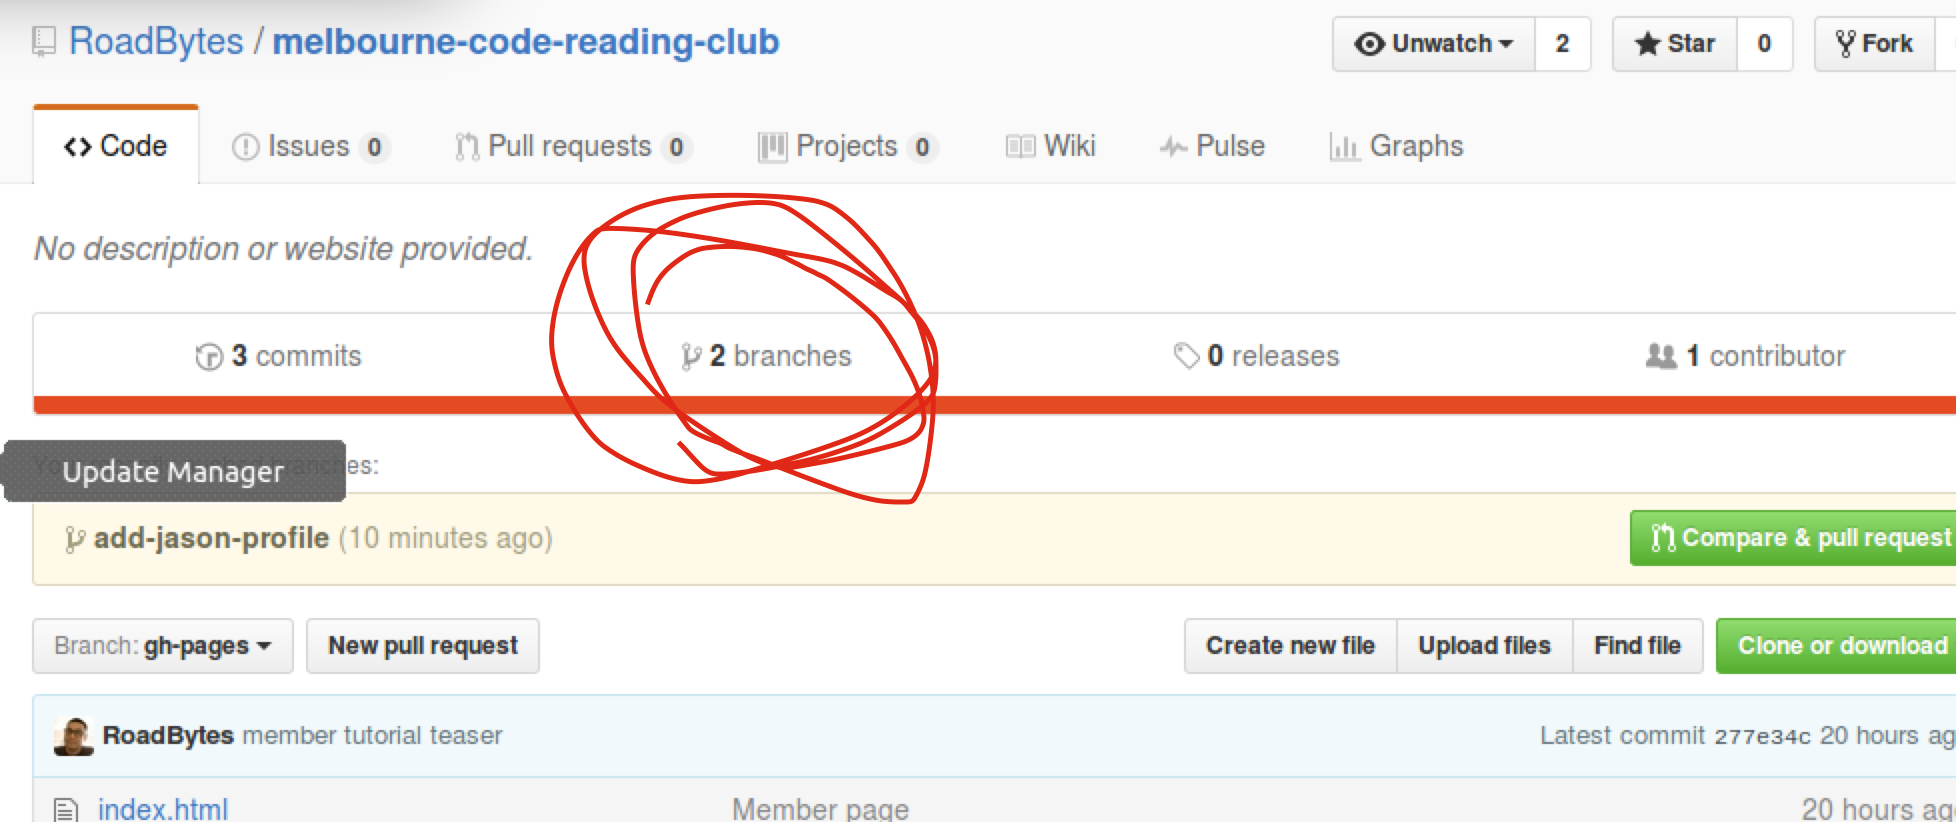 RoadBytes / melbourne-code-reading-club
Unwatch 2 Star 0 Fork
Code Issues 0 Pull requests 0 Projects 0 Wiki Pulse Graphs
No description or website provided.
3 commits 2 branches 0 releases 1 contributor
Update Manager
add-jason-profile (10 minutes ago) Compare & pull request
Branch: gh-pages New pull request Create new file Upload files Find file Clone or download
RoadBytes member tutorial teaser Latest commit 277e34c 20 hours ag
index.html Member page 20 hours ag